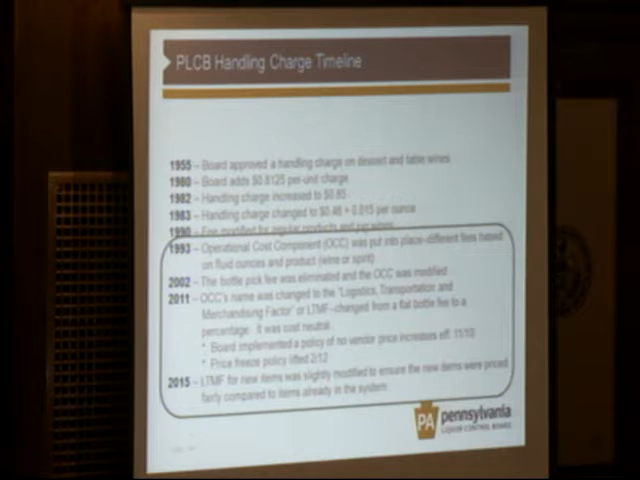 PLCB Handling Charge Timeline
1955 – Board approved a handling charge on dessert and table wines
1980 – Board adds $0.8125 per-unit charge
1982 – Handling charge increased to $0.85
1983 – Handling charge changed to $0.48 + 0.015 per ounce
1990 – Fee modified for regular products and
1993 – Operational Cost Component (OCC) was put into place-different fees based
on fluid ounces and product (wine or spirit)
2002 – The bottle pick fee was eliminated and the OCC was modified
2011 – OCC's name was changed to the "Logistics, Transportation and
Merchandising Factor" or LTMF –changed from a flat bottle fee to a
percentage. It was cost neutral.
* Board implemented a policy of no vendor price increases eff. 11/10
* Price freeze policy lifted 2/12
2015 – LTMF for new items was slightly modified to ensure the new items were priced
fairly compared to items already in the system
PA pennsylvania
LIQUOR CONTROL BOARD